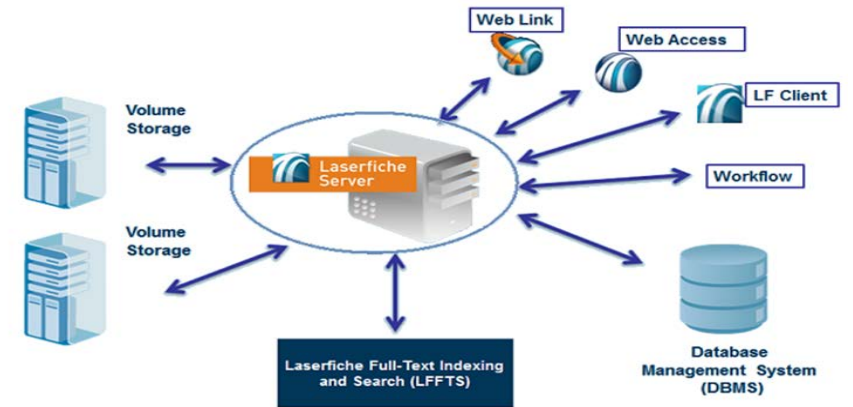 Web Link
Web Access
LF Client
Volume
Storage
Laserfiche
Server
Workflow
Volume
Storage
Laserfiche Full-Text Indexing
and Search (LFFTS)
Database
Management System
(DBMS)